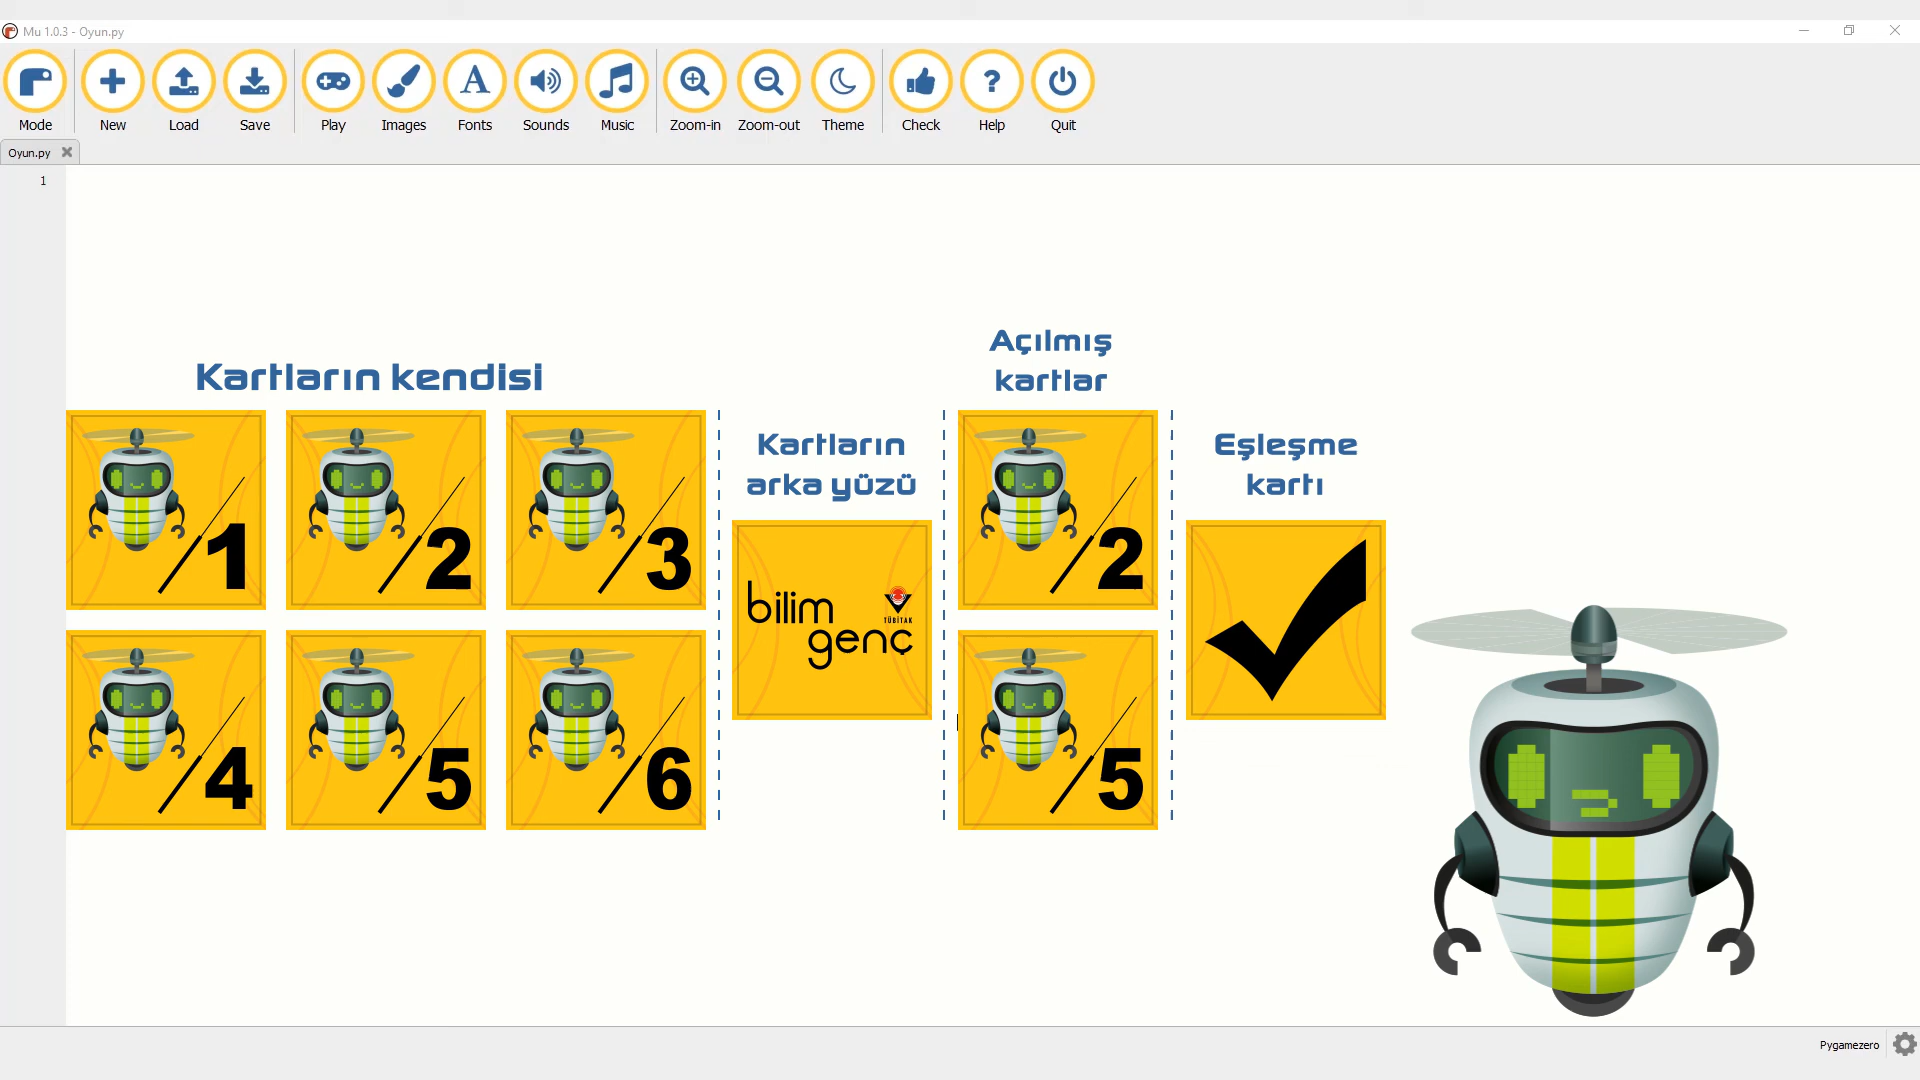 Mu 1.0.3 - Oyun.py
Mode
New
Load
Save
Play
Images
Fonts
Sounds
Music
Zoom-in
Zoom-out
Theme
Check
Help
Quit
Oyun.py
1
Kartların kendisi
1
2
3
4
5
6
Kartların
arka yüzü
bilim
genç
TÜBİTAK
Açılmış
kartlar
2
5
Eşleşme
kartı
Pygamezero